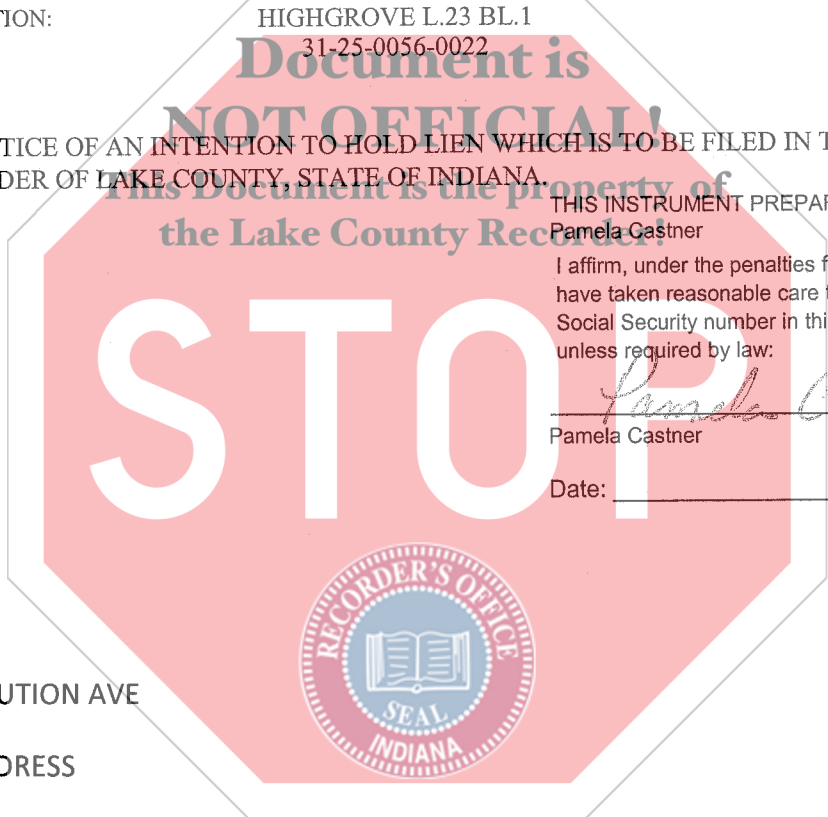 TION:
HIGHGROVE L.23 BL.1
31-25-0056-0022
Document is
NOT OFFICIAL!
TICE OF AN INTENTION TO HOLD LIEN WHICH IS TO BE FILED IN T
DER OF LAKE COUNTY, STATE OF INDIANA.
This Document is the property of
the Lake County Recorder!
THIS INSTRUMENT PREPAR
Pamela Castner
I affirm, under the penalties f
have taken reasonable care t
Social Security number in thi
unless required by law:
Pamela C
Pamela Castner
Date:
STOP
RECORDER'S OFFICE
SEAL
INDIANA
UTION AVE
DRESS